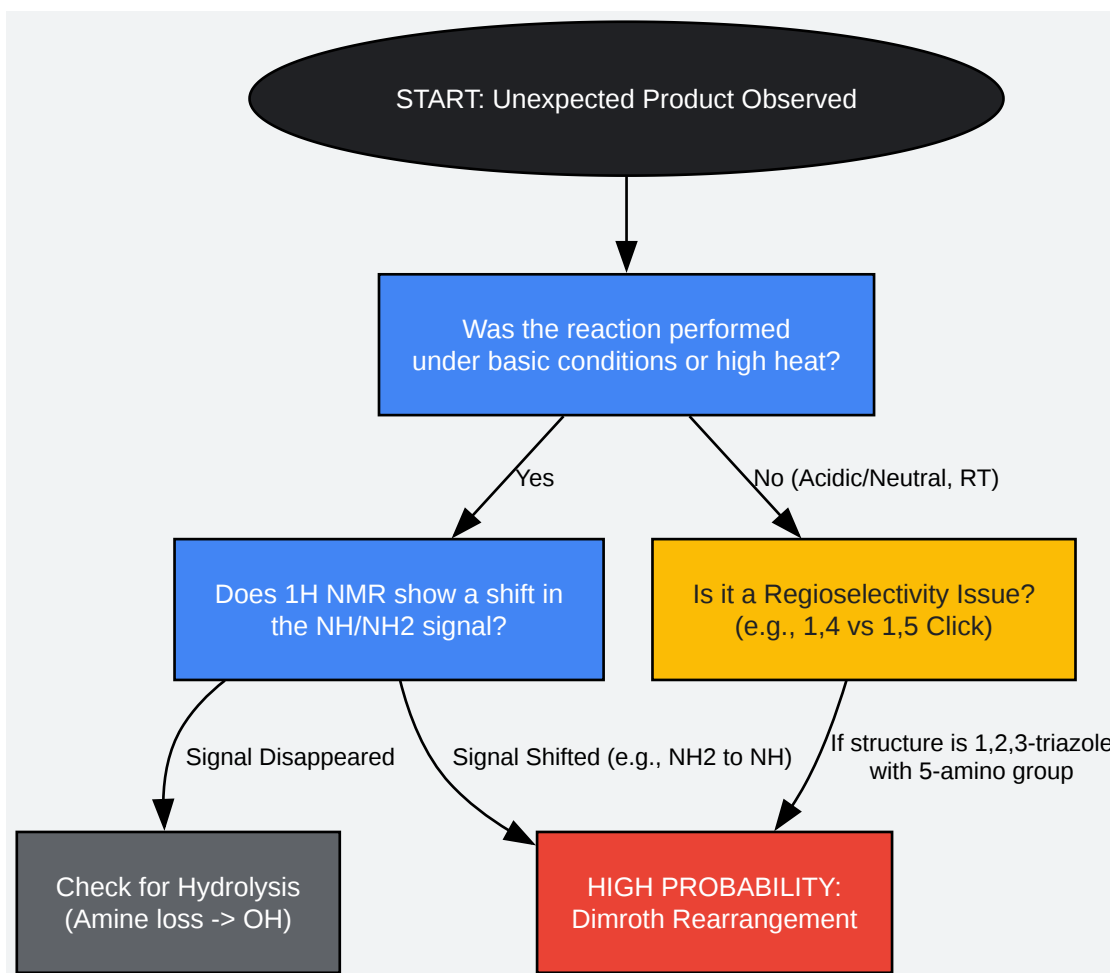 START: Unexpected Product Observed
Was the reaction performed
under basic conditions or high heat?
Yes
No (Acidic/Neutral, RT)
Does 1H NMR show a shift in
the NH/NH2 signal?
Is it a Regioselectivity Issue?
(e.g., 1,4 vs 1,5 Click)
Signal Disappeared
Signal Shifted (e.g., NH2 to NH)
If structure is 1,2,3-triazole
with 5-amino group
Check for Hydrolysis
(Amine loss -> OH)
HIGH PROBABILITY:
Dimroth Rearrangement